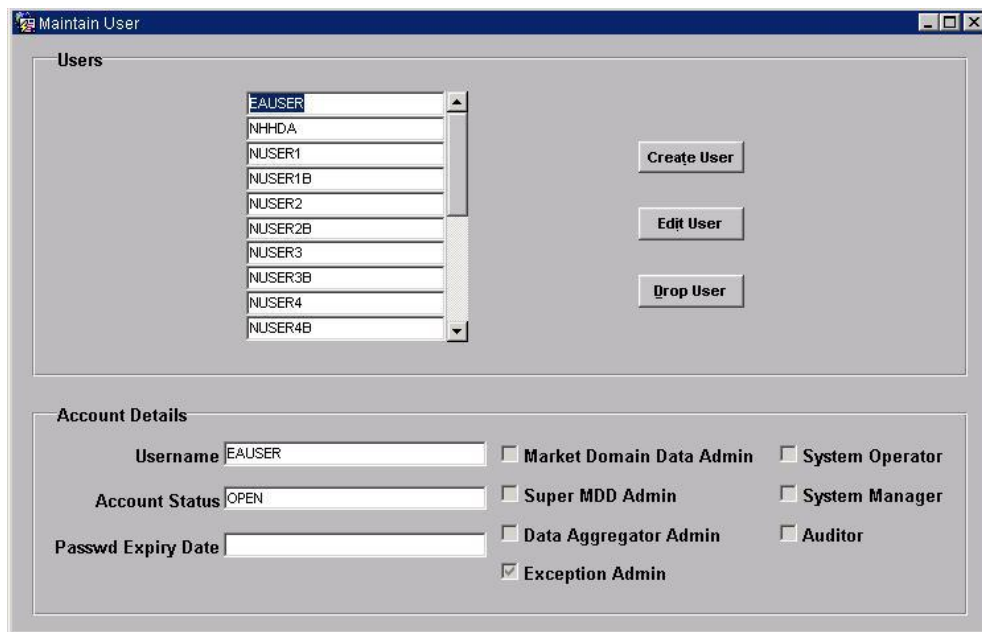 Maintain User
Users
EAUSER
NHHDA
NUSER1
NUSER1B
NUSER2
NUSER2B
NUSER3
NUSER3B
NUSER4
NUSER4B
Create User
Edit User
Drop User
Account Details
Username EAUSER
Account Status OPEN
Passwd Expiry Date
Market Domain Data Admin
Super MDD Admin
Data Aggregator Admin
Exception Admin
System Operator
System Manager
Auditor